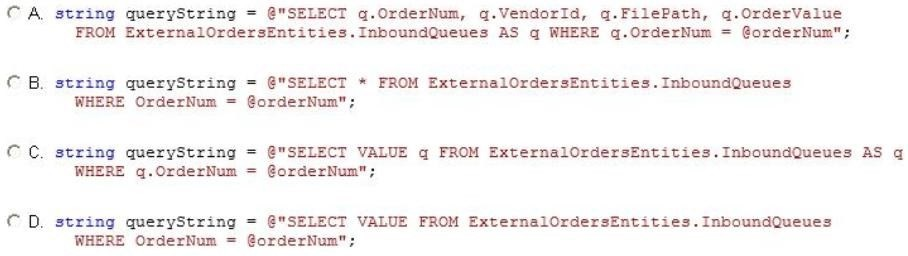 A. string queryString = @"SELECT q.OrderNum, q.VendorId, q.FilePath, q.OrderValue
FROM ExternalOrdersEntities.InboundQueues AS q WHERE q.OrderNum = @orderNum";
B. string queryString = @"SELECT * FROM ExternalOrdersEntities.InboundQueues
WHERE OrderNum = @orderNum";
C. string queryString = @"SELECT VALUE q FROM ExternalOrdersEntities.InboundQueues AS q
WHERE q.OrderNum = @orderNum";
D. string queryString = @"SELECT VALUE FROM ExternalOrdersEntities.InboundQueues
WHERE OrderNum = @orderNum";